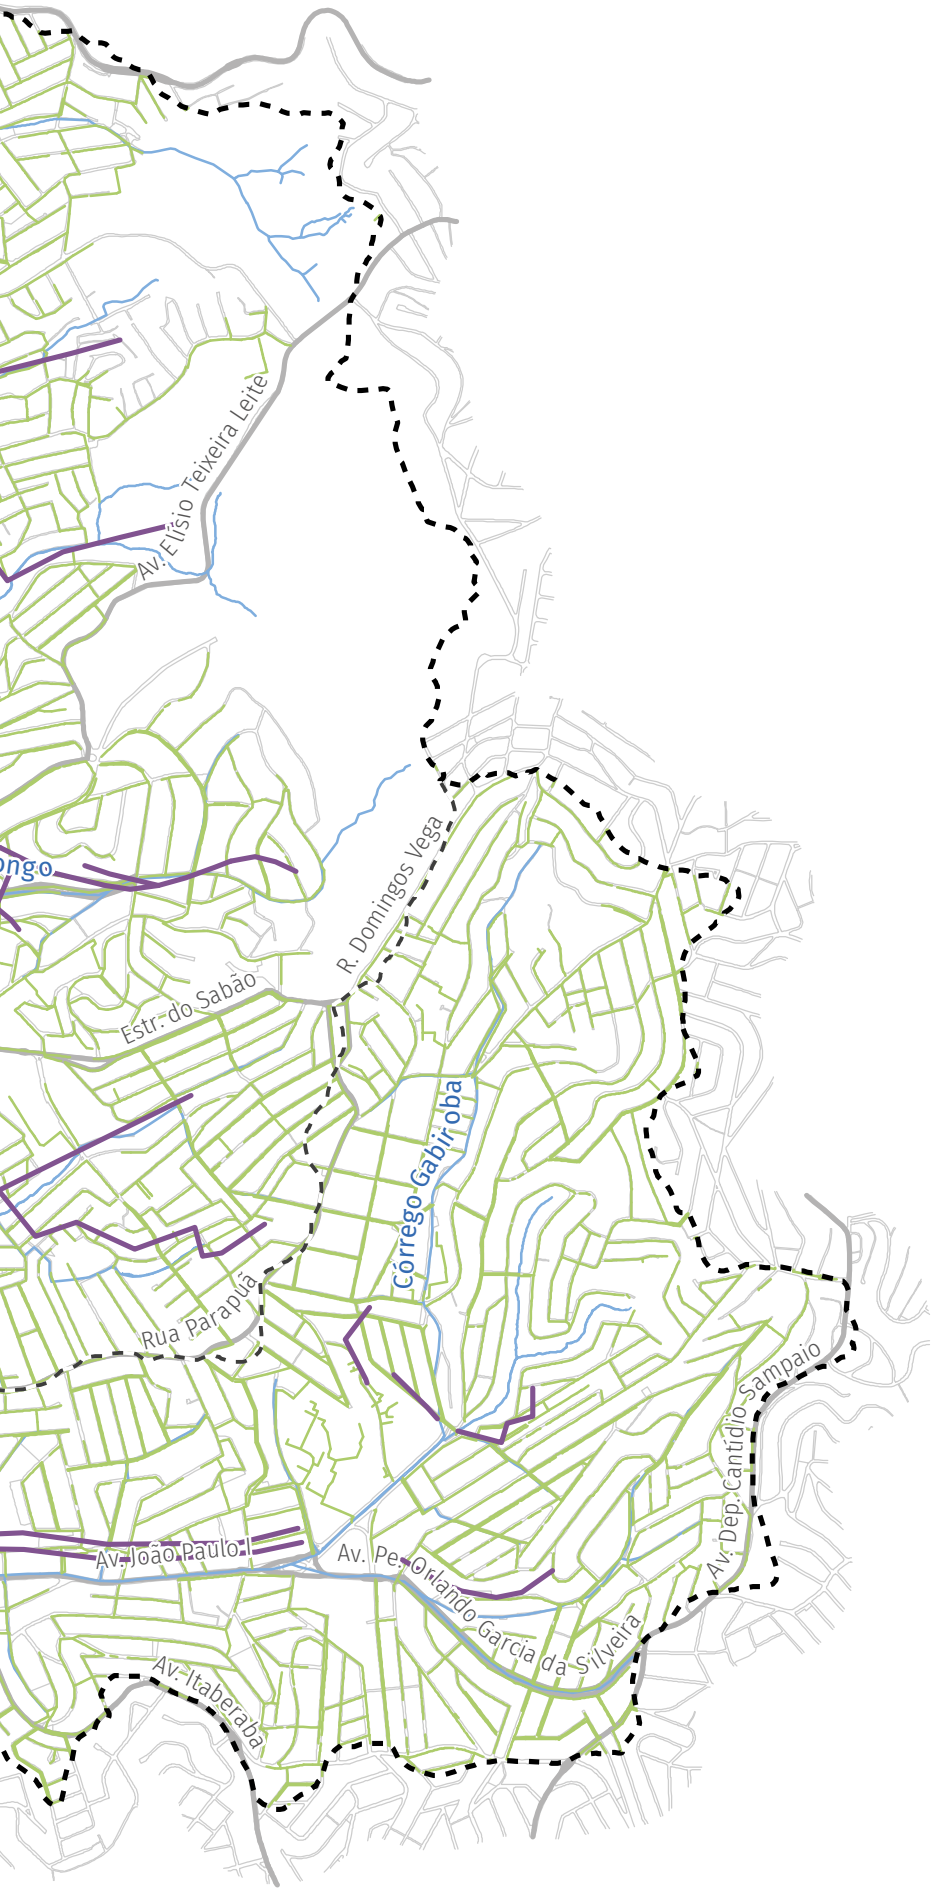 Av. Elísio Teixeira Leite
R. Domingos Vega
ongo
Estr. do Sabão
Córrego Gabiroba
Rua Parapuã
Av. Dep. Cantídio Sampaio
Av. João Paulo I
Av. Pe. Orlando Garcia da Silveira
Av. Itaberaba